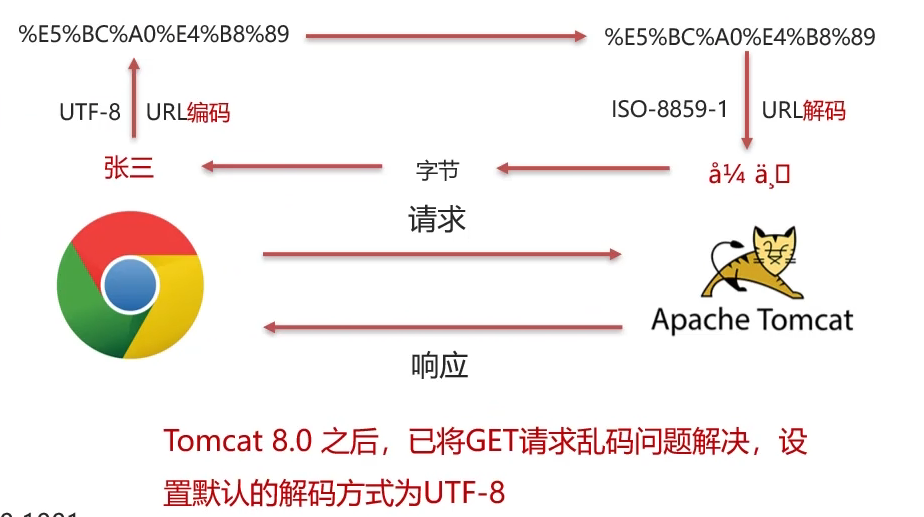 %E5%BC%A0%E4%B8%89
%E5%BC%A0%E4%B8%89
UTF-8 URL编码
ISO-8859-1 URL解码
张三
字节
å¼ ä¸
请求
Apache Tomcat
响应
Tomcat 8.0 之后，已将GET请求乱码问题解决，设
置默认的解码方式为UTF-8